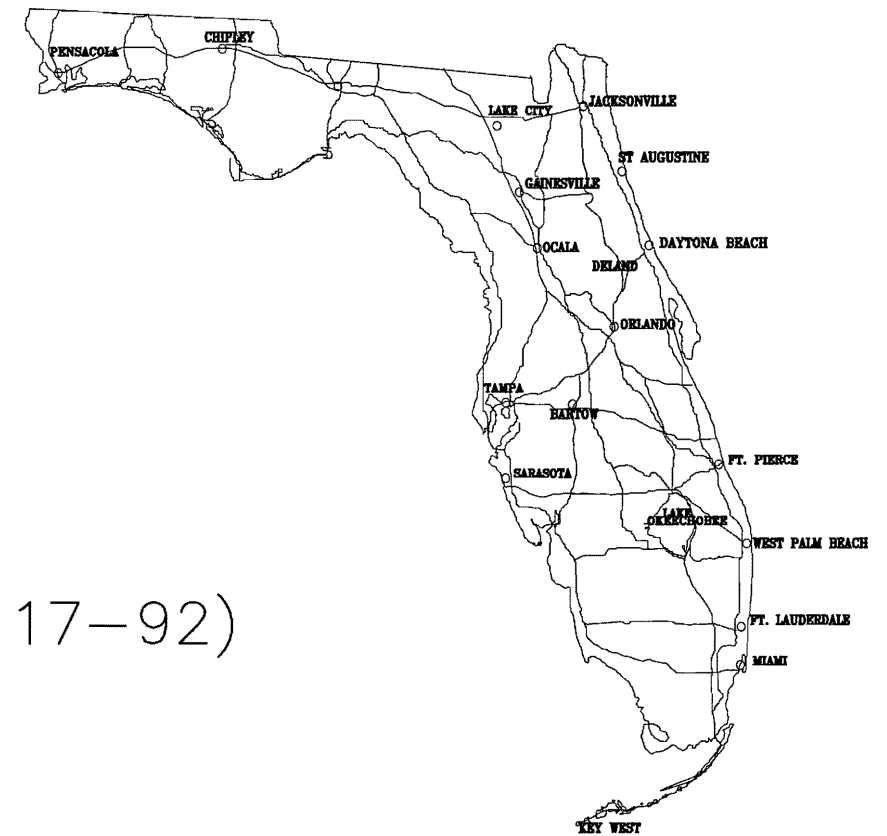 CHIPLEY
PENSACOLA
JACKSONVILLE
LAKE CITY
ST AUGUSTINE
GAINESVILLE
DAYTONA BEACH
OCALA
DELAND
ORLANDO
TAMPA
BARTOW
FT. PIERCE
SARASOTA
LAKE
OKEECHOBEE
WEST PALM BEACH
17-92)
FT. LAUDERDALE
MIAMI
KEY WEST